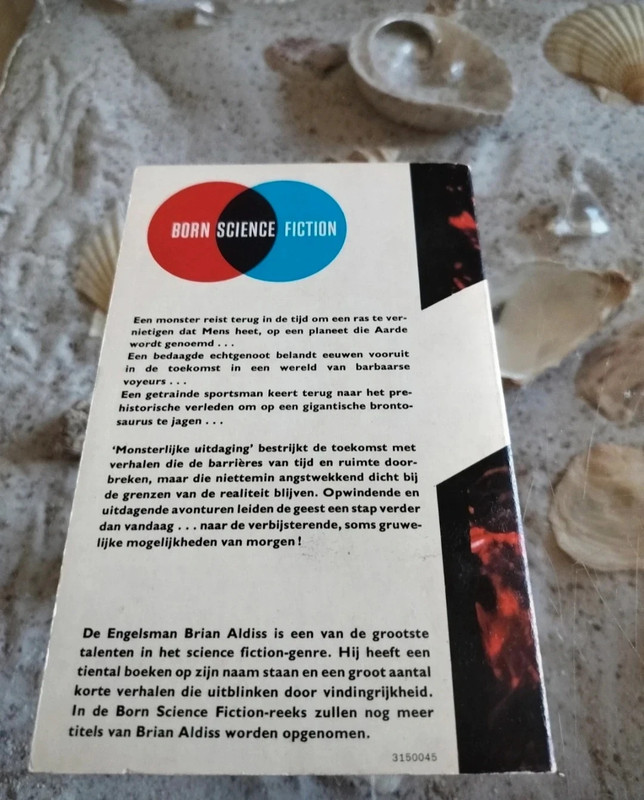 BORN SCIENCE FICTION
Een monster reist terug in de tijd om een ras te ver-
nietigen dat Mens heet, op een planeet die Aarde
wordt genoemd . . .
Een bedaagde echtgenoot belandt eeuwen vooruit
in de toekomst in een wereld van barbaarse
voyeurs . . .
Een getrainde sportsman keert terug naar het pre-
historische verleden om op een gigantische bronto-
saurus te jagen . . .
‘Monsterlijke uitdaging’ bestrijkt de toekomst met
verhalen die de barrières van tijd en ruimte door-
breken, maar die niettemin angstwekkend dicht bij
de grenzen van de realiteit blijven. Opwindende en
uitdagende avonturen leiden de geest een stap verder
dan vandaag . . . naar de verbijsterende, soms gruwe-
lijke mogelijkheden van morgen !
De Engelsman Brian Aldiss is een van de grootste
talenten in het science fiction-genre. Hij heeft een
tiental boeken op zijn naam staan en een groot aantal
korte verhalen die uitblinken door vindingrijkheid.
In de Born Science Fiction-reeks zullen nog meer
titels van Brian Aldiss worden opgenomen.
3150045